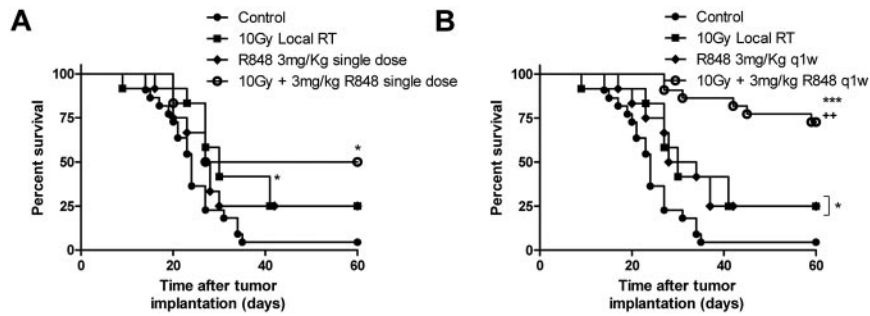 A
Control
10Gy Local RT
R848 3mg/Kg single dose
10Gy + 3mg/kg R848 single dose
Percent survival
100
75
50
25
0
0
20
40
60
*
*
Time after tumor
implantation (days)
B
Control
10Gy Local RT
R848 3mg/Kg q1w
10Gy + 3mg/kg R848 q1w
Percent survival
100
75
50
25
0
0
20
40
60
***
++
*
Time after tumor
implantation (days)